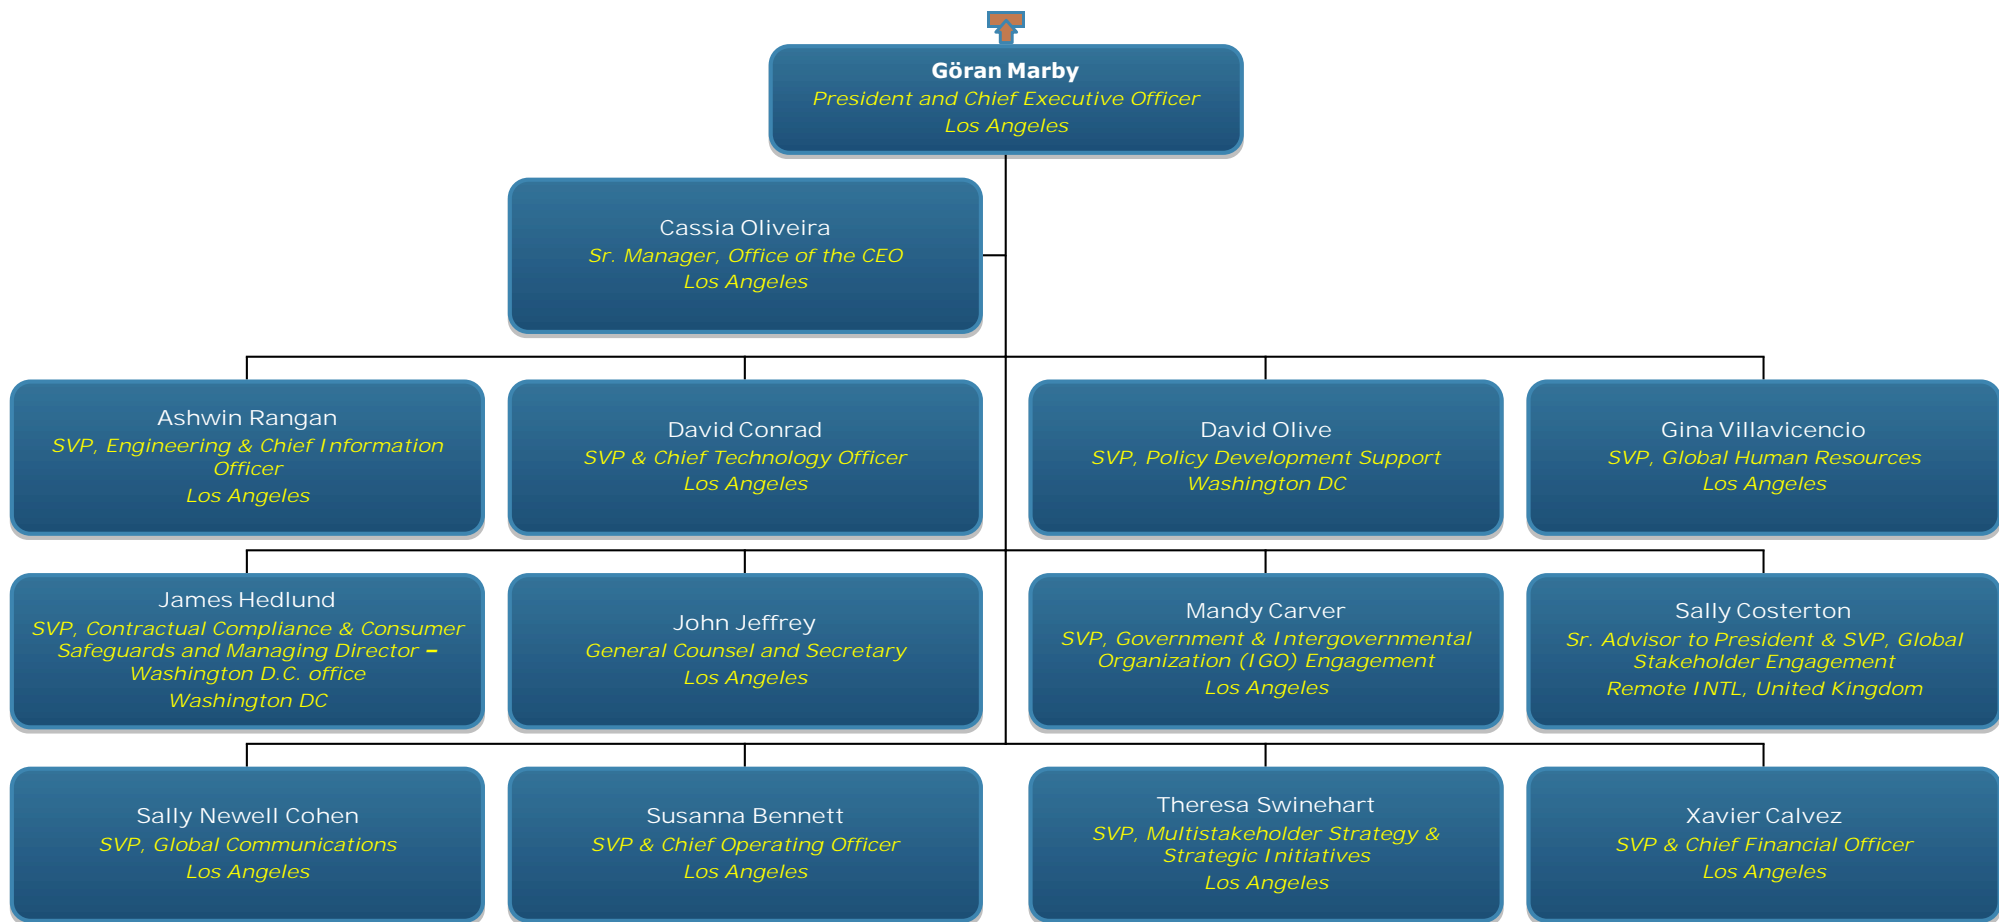 Göran Marby
President and Chief Executive Officer
Los Angeles
Cassia Oliveira
Sr. Manager, Office of the CEO
Los Angeles
Ashwin Rangan
SVP, Engineering & Chief Information
Officer
Los Angeles
David Conrad
SVP & Chief Technology Officer
Los Angeles
David Olive
SVP, Policy Development Support
Washington DC
Gina Villavicencio
SVP, Global Human Resources
Los Angeles
James Hedlund
SVP, Contractual Compliance & Consumer
Safeguards and Managing Director –
Washington D.C. office
Washington DC
John Jeffrey
General Counsel and Secretary
Los Angeles
Mandy Carver
SVP, Government & Intergovernmental
Organization (IGO) Engagement
Los Angeles
Sally Costerton
Sr. Advisor to President & SVP, Global
Stakeholder Engagement
Remote INTL, United Kingdom
Sally Newell Cohen
SVP, Global Communications
Los Angeles
Susanna Bennett
SVP & Chief Operating Officer
Los Angeles
Theresa Swinehart
SVP, Multistakeholder Strategy &
Strategic Initiatives
Los Angeles
Xavier Calvez
SVP & Chief Financial Officer
Los Angeles